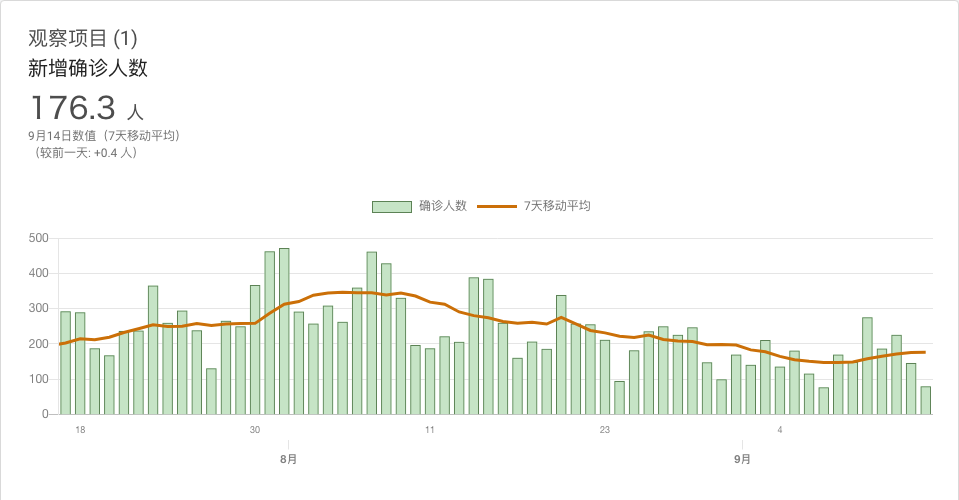 观察项目 (1)
新增确诊人数
176.3 人
9月14日数值（7天移动平均）
（较前一天: +0.4 人）
确诊人数 7天移动平均
500
400
300
200
100
0
18 30 11 23 4
8月 9月